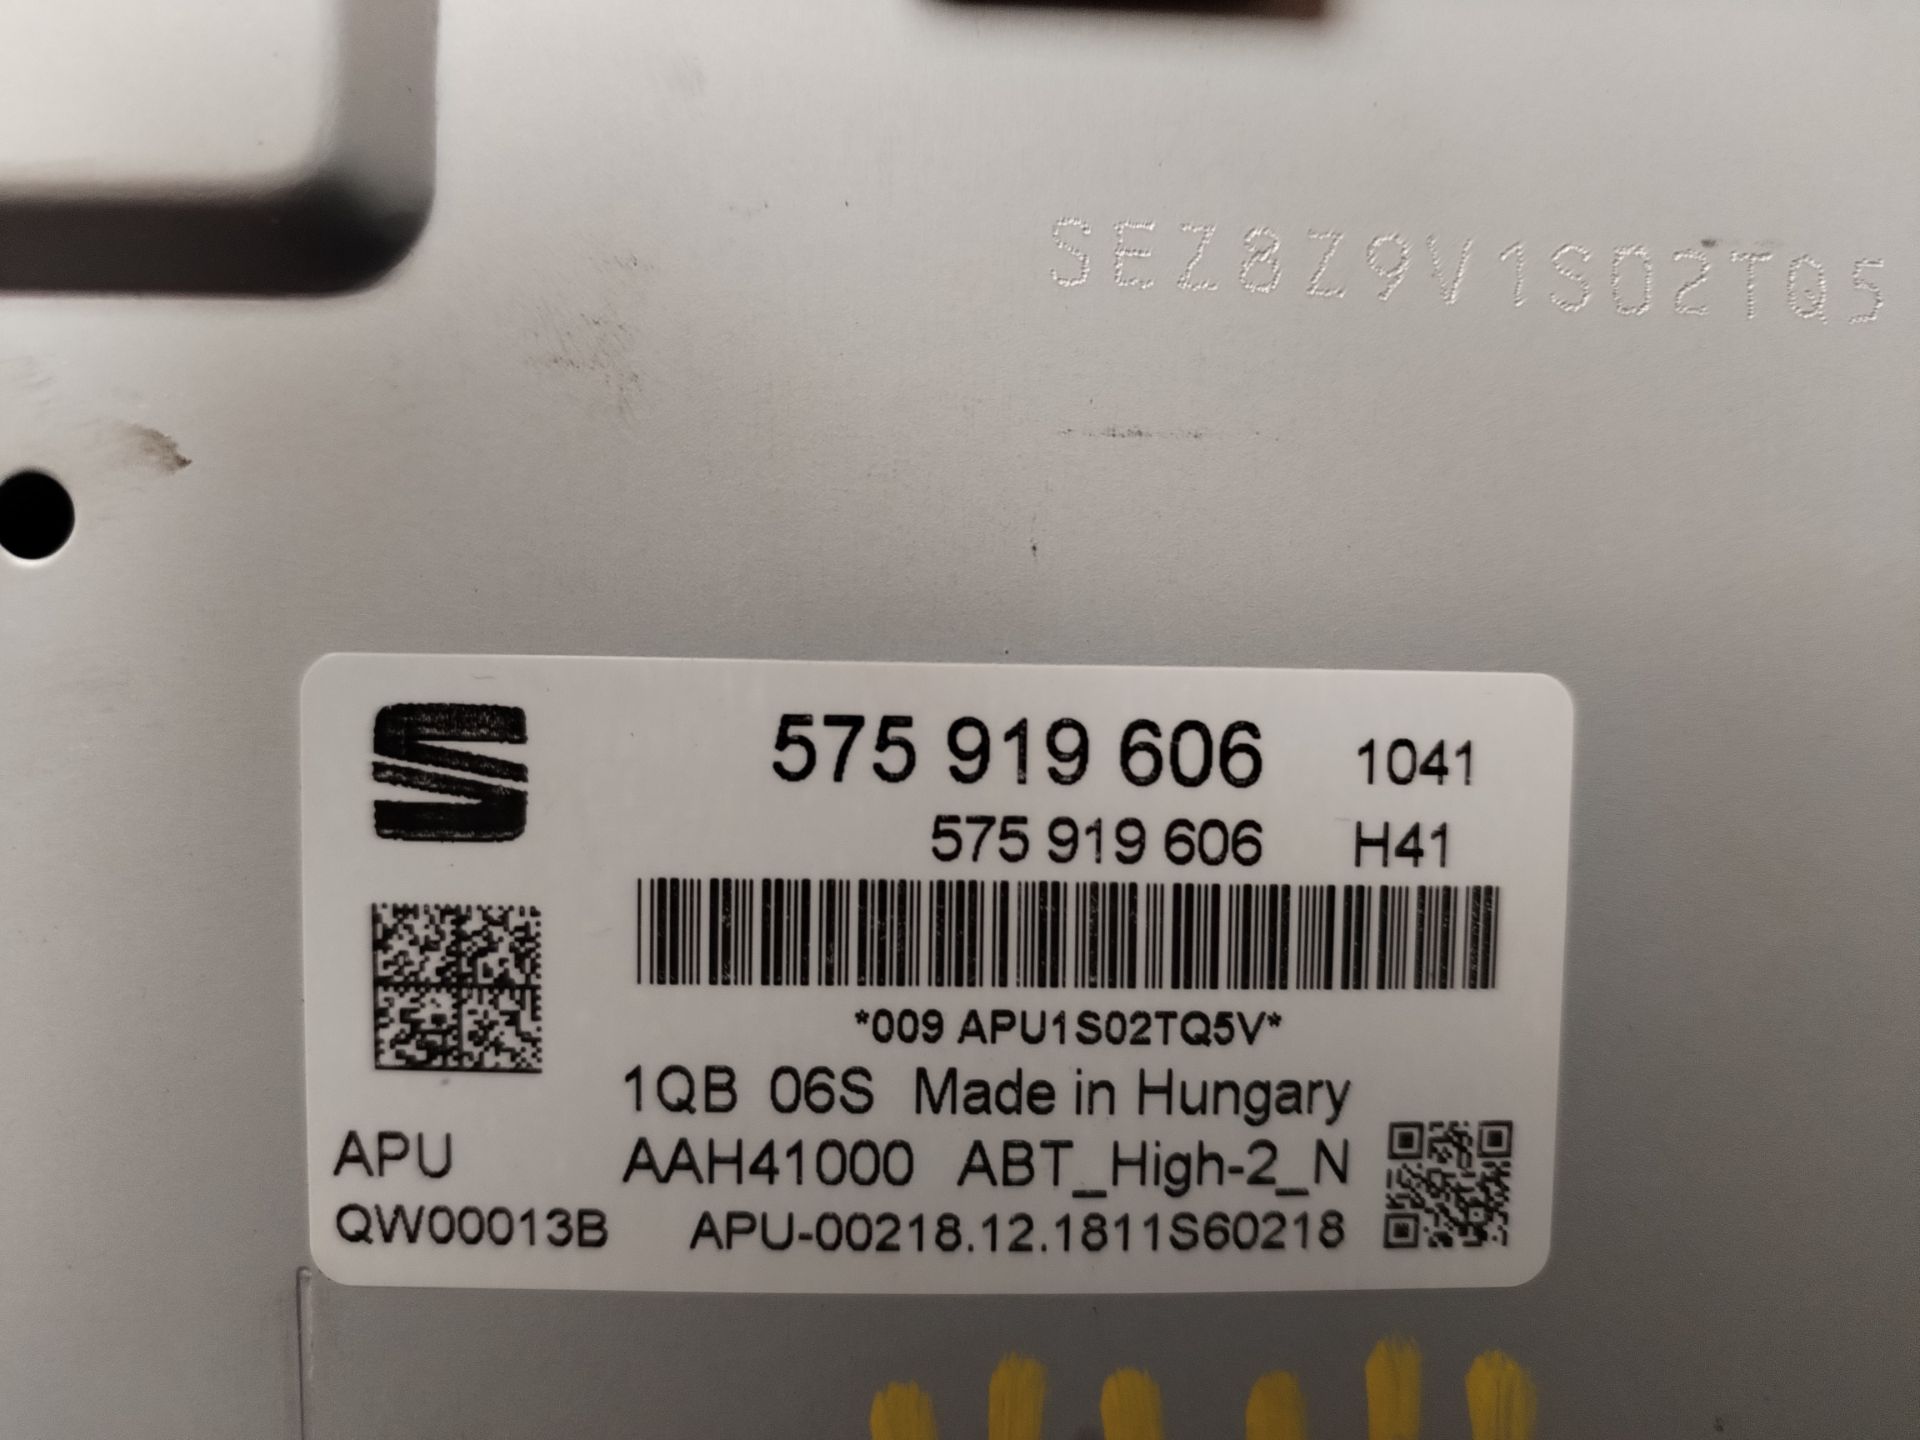 SEZ8Z9V1S02TQ5
575 919 606 1041
575 919 606 H41
*009 APU1S02TQ5V*
1QB 06S Made in Hungary
APU AAH41000 ABT_High-2_N
QW00013B APU-00218.12.1811S60218